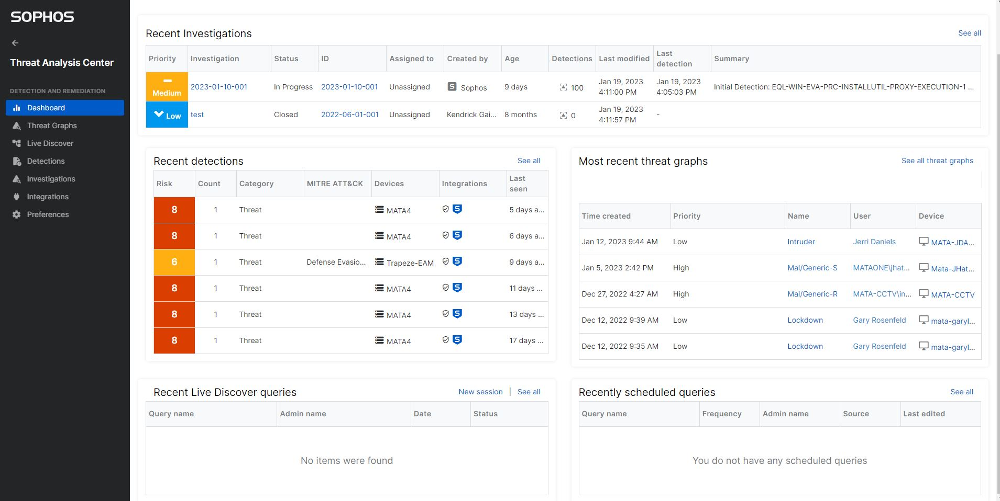 SOPHOS
Threat Analysis Center
DETECTION AND REMEDIATION
Dashboard
Threat Graphs
Live Discover
Detections
Investigations
Integrations
Preferences
Recent Investigations See all
Priority Investigation Status ID Assigned to Created by Age Detections Last modified Last detection Summary
Medium 2023-01-10-001 In Progress 2023-01-10-001 Unassigned S Sophos 9 days 100 Jan 19, 2023 4:11:00 PM Jan 19, 2023 4:05:03 PM Initial Detection: EQL-WIN-EVA-PRC-INSTALLUTIL-PROXY-EXECUTION-1 ...
Low test Closed 2022-06-01-001 Unassigned Kendrick Gai... 8 months 0 Jan 19, 2023 4:11:57 PM -
Recent detections See all
Risk Count Category MITRE ATT&CK Devices Integrations Last seen
8 1 Threat MATA4 S 5 days a...
8 1 Threat MATA4 S 6 days a...
6 1 Threat Defense Evasio... Trapeze-EAM S 9 days a...
8 1 Threat MATA4 S 11 days ...
8 1 Threat MATA4 S 13 days ...
8 1 Threat MATA4 S 17 days ...
Most recent threat graphs See all threat graphs
Time created Priority Name User Device
Jan 12, 2023 9:44 AM Low Intruder Jerri Daniels MATA-JDA...
Jan 5, 2023 2:42 PM High Mal/Generic-S MATAONE\jhat... Mata-JHat...
Dec 27, 2022 4:27 AM High Mal/Generic-R MATA-CCTV\in... MATA-CCTV
Dec 12, 2022 9:39 AM Low Lockdown Gary Rosenfeld mata-garyl...
Dec 12, 2022 9:35 AM Low Lockdown Gary Rosenfeld mata-garyl...
Recent Live Discover queries New session | See all
Query name Admin name Date Status
No items were found
Recently scheduled queries See all
Query name Frequency Admin name Source Last edited
You do not have any scheduled queries